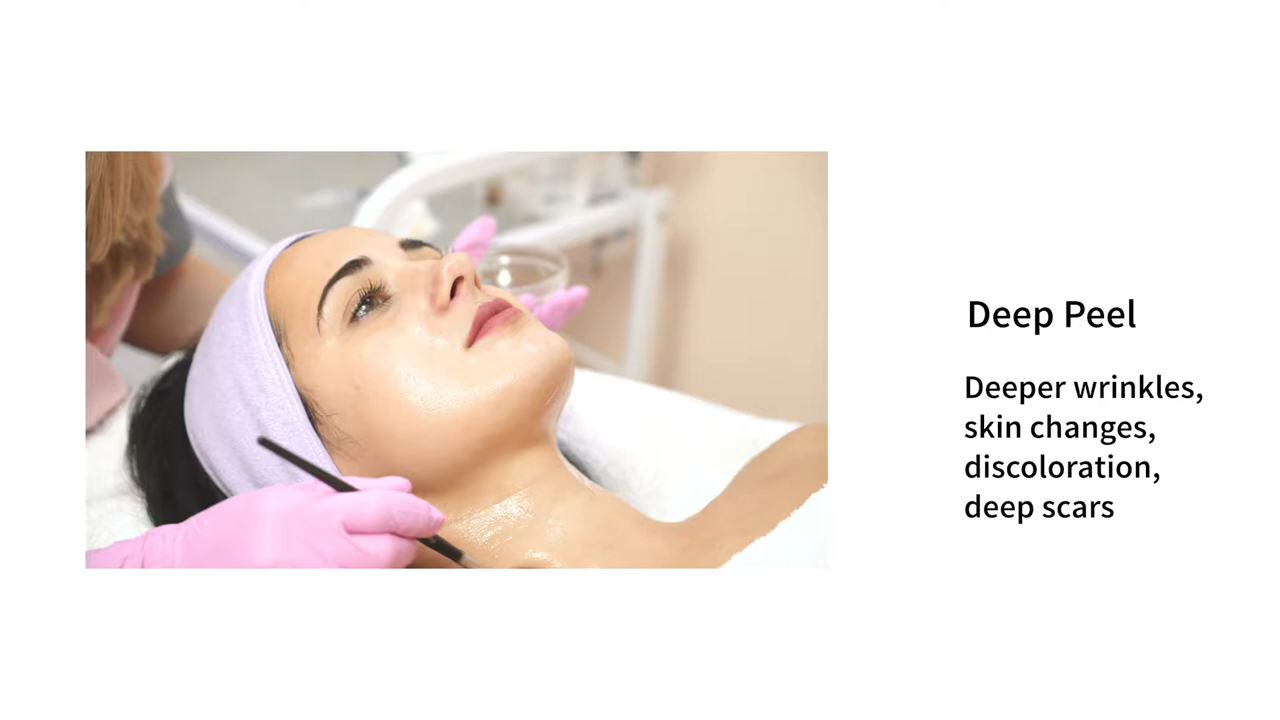 Deep Peel
Deeper wrinkles,
skin changes,
discoloration,
deep scars